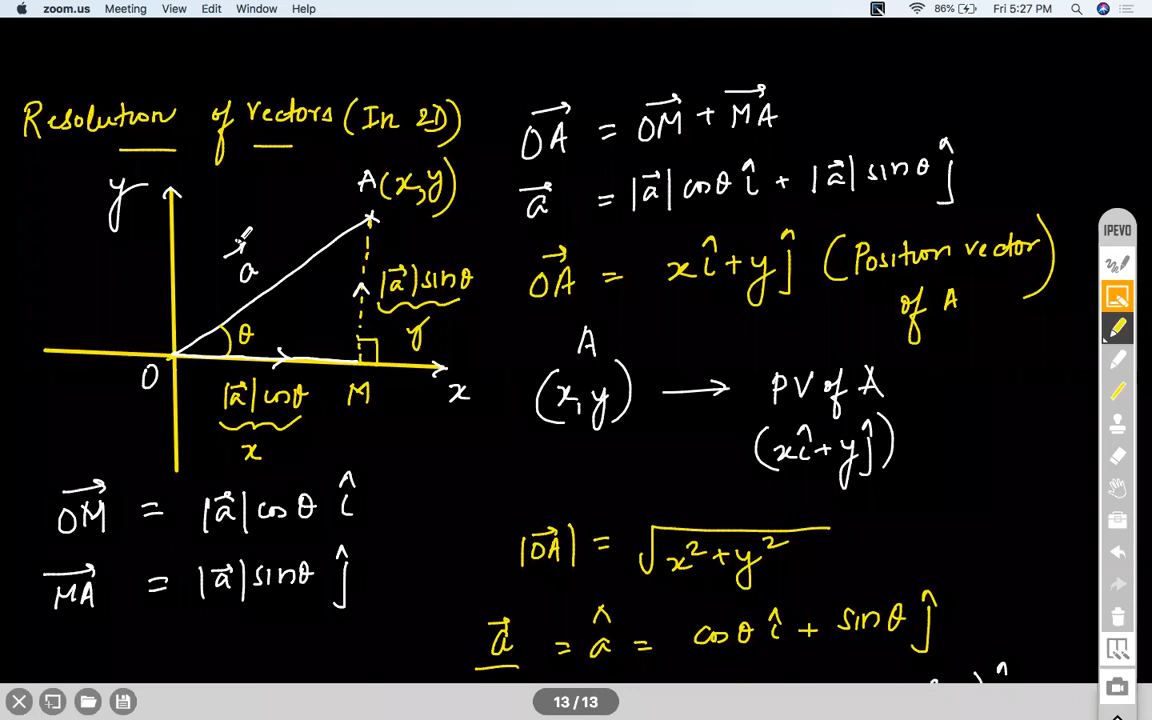 zoom.us Meeting View Edit Window Help 86% Fri 5:27 PM
Resolution of vectors (In 2D)
y
A(x,y)
a⃗
θ
|a⃗|sinθ
y
O
|a⃗|cosθ
M
x
x
OM⃗ = |a⃗|cosθ î
MA⃗ = |a⃗|sinθ ĵ
OA⃗ = OM⃗ + MA⃗
a⃗ = |a⃗|cosθ î + |a⃗|sinθ ĵ
OA⃗ = xî + yĵ (Position vector
of A
A
(x,y) → PV of A
(xî + yĵ)
|OA⃗| = √x²+y²
a⃗ = â = cosθ î + sinθ ĵ
IPEVO
13 / 13